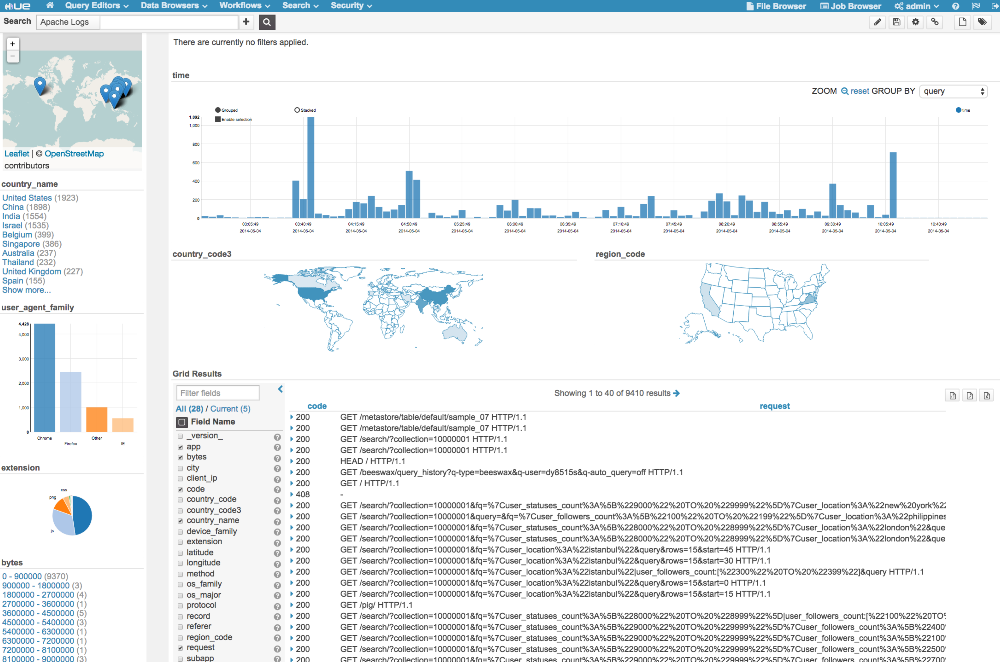 HUE Query Editors Data Browsers Workflows Search Security File Browser Job Browser admin
Search Apache Logs +
+
−
Leaflet | © OpenStreetMap
contributors
country_name
United States (1923)
China (1898)
India (1554)
Israel (1535)
Belgium (399)
Singapore (386)
Australia (237)
Thailand (232)
United Kingdom (227)
Spain (155)
Show more...
user_agent_family
4,428
4,000
3,000
2,000
1,000
0
Chrome
Firefox
Other
IE
extension
css
png
js
bytes
0 - 900000 (9370)
900000 - 1800000 (3)
1800000 - 2700000 (4)
2700000 - 3600000 (1)
3600000 - 4500000 (5)
4500000 - 5400000 (3)
5400000 - 6300000 (1)
6300000 - 7200000 (1)
7200000 - 8100000 (1)
8100000 - 9000000 (3)
There are currently no filters applied.
time
ZOOM reset GROUP BY query
Grouped Stacked time
Enable selection
1,092
1,000
800
600
400
200
0
03:05:49 03:40:49 04:15:49 04:50:49 05:25:49 06:00:49 06:35:49 07:10:49 07:45:49 08:20:49 08:55:49 09:30:49 10:05:49 10:40:49
2014-05-04 2014-05-04 2014-05-04 2014-05-04 2014-05-04 2014-05-04 2014-05-04 2014-05-04 2014-05-04 2014-05-04 2014-05-04 2014-05-04 2014-05-04 2014-05-04
country_code3 region_code
Grid Results
Filter fields
All (28) / Current (5)
Field Name
_version_
app
bytes
city
client_ip
code
country_code
country_code3
country_name
device_family
extension
latitude
longitude
method
os_family
os_major
protocol
record
referer
region_code
request
subapp
Showing 1 to 40 of 9410 results
code request
200 GET /metastore/table/default/sample_07 HTTP/1.1
200 GET /metastore/table/default/sample_07 HTTP/1.1
200 GET /search/?collection=10000001 HTTP/1.1
200 GET /search/?collection=10000001 HTTP/1.1
200 HEAD / HTTP/1.1
200 GET /beeswax/query_history?q-type=beeswax&q-user=dy8515s&q-auto_query=off HTTP/1.1
200 GET / HTTP/1.1
408 -
200 GET /search/?collection=10000001&fq=%7Cuser_statuses_count%3A%5B%229000%22%20TO%20%229999%22%5D%7Cuser_location%3A%22new%20york%22
200 GET /search/?collection=10000001&query=&fq=%7Cuser_followers_count%3A%5B%22100%22%20TO%20%22199%22%5D%7Cuser_location%3A%22philippines
200 GET /search/?collection=10000001&fq=%7Cuser_statuses_count%3A%5B%228000%22%20TO%20%228999%22%5D%7Cuser_location%3A%22london%22&que
200 GET /search/?collection=10000001&fq=%7Cuser_statuses_count%3A%5B%228000%22%20TO%20%228999%22%5D%7Cuser_location%3A%22london%22&que
200 GET /search/?collection=10000001&fq=%7Cuser_location%3A%22istanbul%22&query&rows=15&start=45 HTTP/1.1
200 GET /search/?collection=10000001&fq=%7Cuser_location%3A%22istanbul%22&query&rows=15&start=30 HTTP/1.1
200 GET /search/?collection=10000001&fq=%7Cuser_location%3A%22istanbul%22|user_followers_count:[%22300%22%20TO%20%22399%22]&query HTTP/1.1
200 GET /search/?collection=10000001&fq=%7Cuser_location%3A%22istanbul%22&query&rows=15&start=0 HTTP/1.1
200 GET /search/?collection=10000001&fq=%7Cuser_location%3A%22istanbul%22&query&rows=15&start=15 HTTP/1.1
200 GET /pig/ HTTP/1.1
200 GET /search/?collection=10000001&fq=%7Cuser_statuses_count%3A%5B%228000%22%20TO%20%228999%22%5D|user_followers_count:[%22100%22%20TO%
200 GET /search/?collection=10000001&fq=%7Cuser_statuses_count%3A%5B%229000%22%20TO%20%229999%22%5D%7Cuser_followers_count%3A%5B%22400
200 GET /search/?collection=10000001&fq=%7Cuser_statuses_count%3A%5B%229000%22%20TO%20%229999%22%5D%7Cuser_followers_count%3A%5B%22100
200 GET /search/?collection=10000001&fq=%7Cuser_statuses_count%3A%5B%229000%22%20TO%20%229999%22%5D%7Cuser_followers_count%3A%5B%22500
200 GET /search/?collection=10000001&fq=%7Cuser_statuses_count%3A%5B%229000%22%20TO%20%229999%22%5D%7Cuser_followers_count%3A%5B%22700